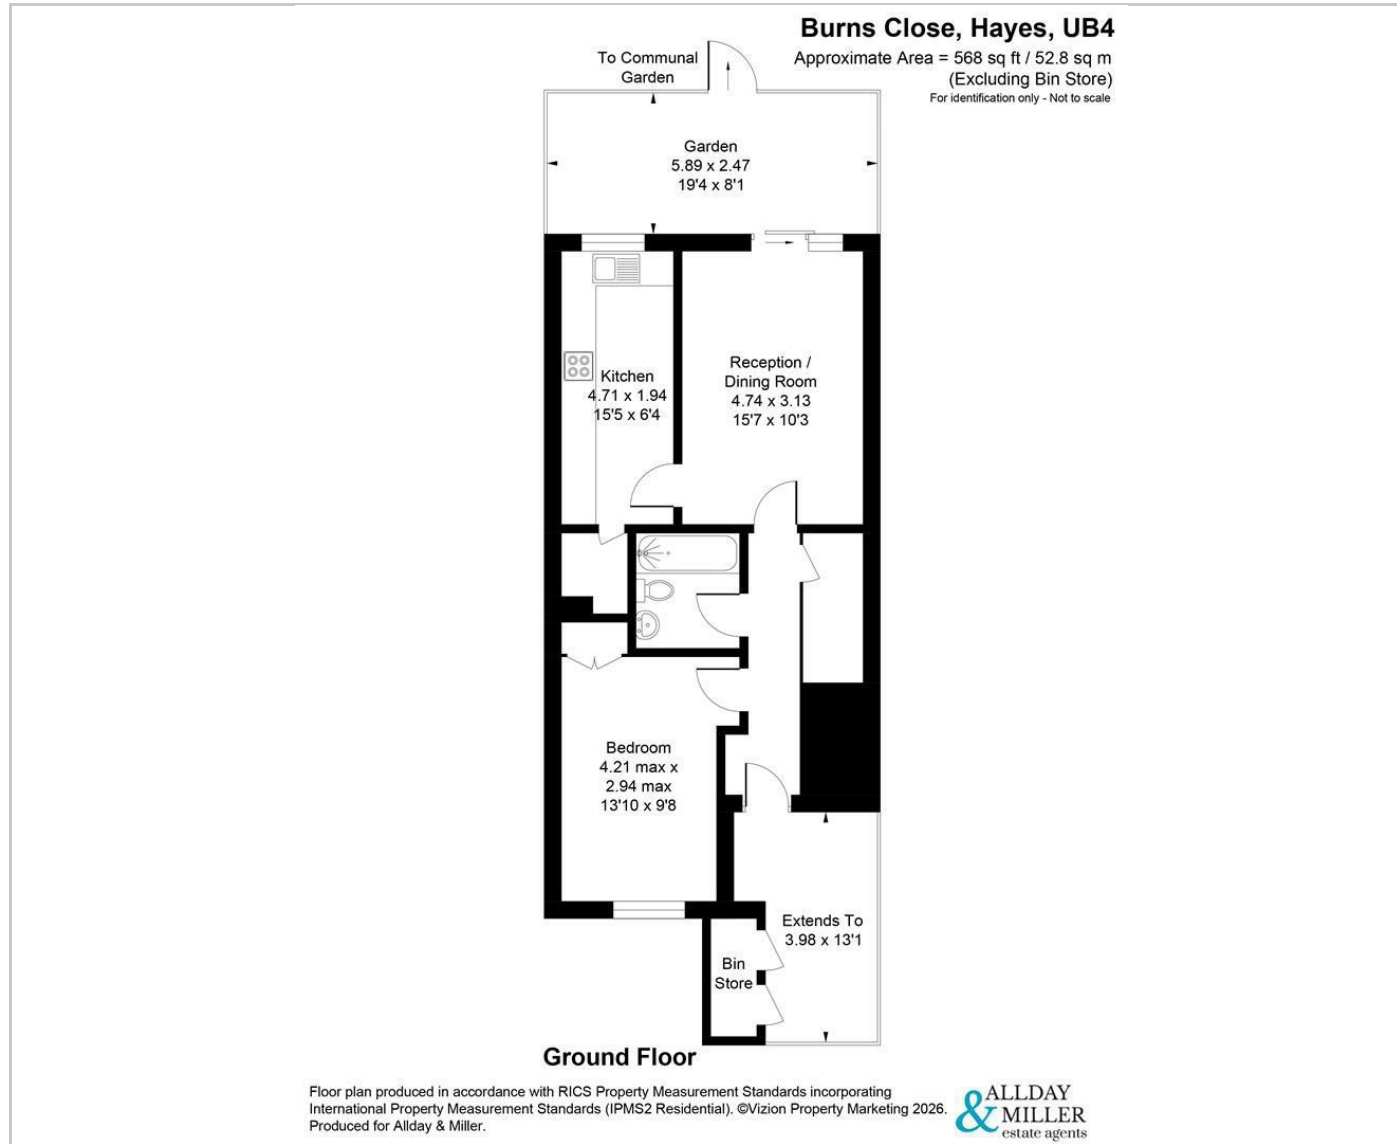 Burns Close, Hayes, UB4
Approximate Area = 568 sq ft / 52.8 sq m
(Excluding Bin Store)
For identification only - Not to scale
To Communal
Garden
Garden
5.89 x 2.47
19'4 x 8'1
Kitchen
4.71 x 1.94
15'5 x 6'4
Reception /
Dining Room
4.74 x 3.13
15'7 x 10'3
Bedroom
4.21 max x
2.94 max
13'10 x 9'8
Extends To
3.98 x 13'1
Bin
Store
Ground Floor
Floor plan produced in accordance with RICS Property Measurement Standards incorporating
International Property Measurement Standards (IPMS2 Residential). ©Vizion Property Marketing 2026.
Produced for Allday & Miller.
ALLDAY
& MILLER
estate agents